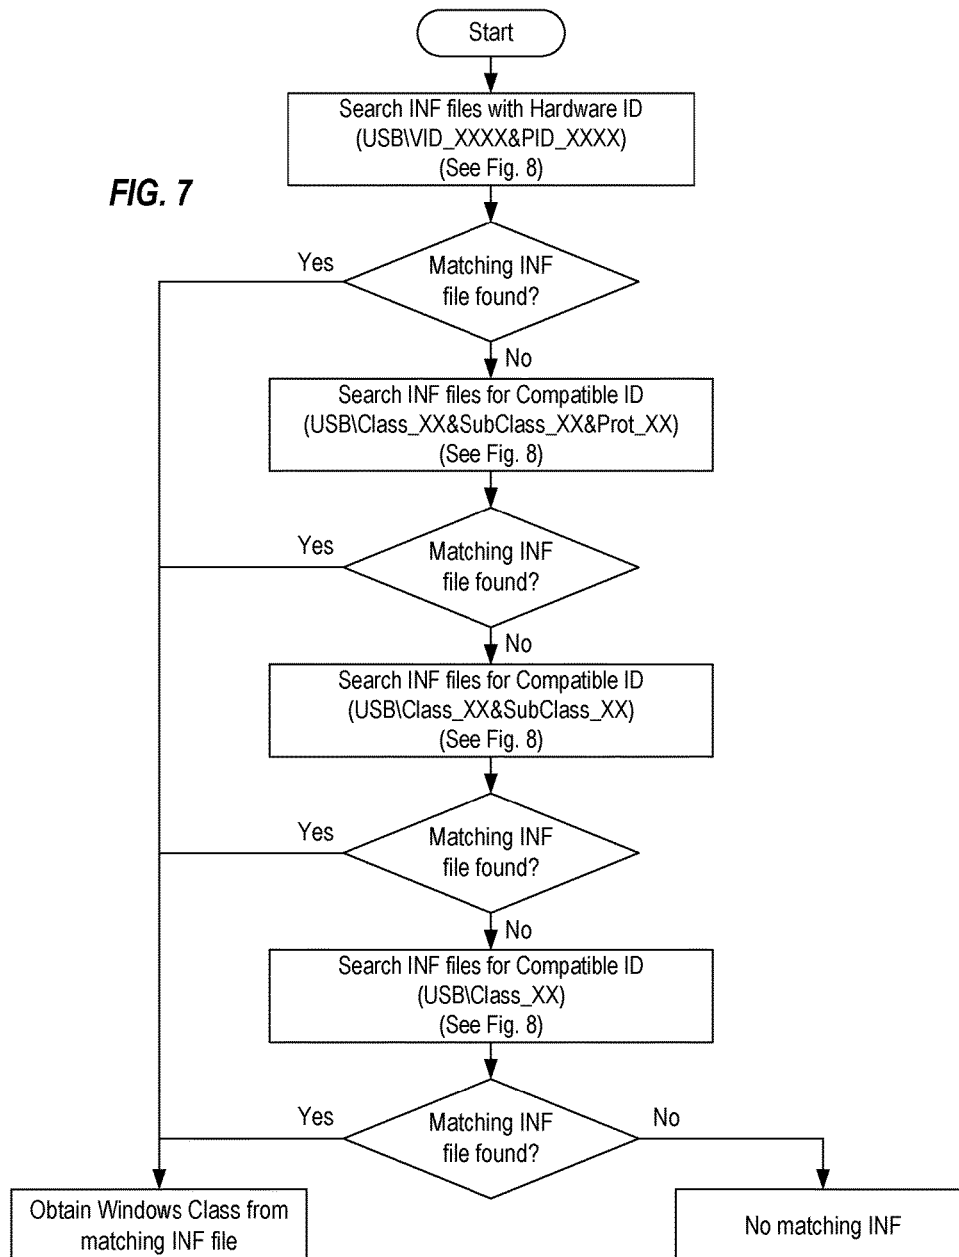 Start
Search INF files with Hardware ID
(USB\VID_XXXX&PID_XXXX)
(See Fig. 8)
FIG. 7
Yes
Matching INF
file found?
No
Search INF files for Compatible ID
(USB\Class_XX&SubClass_XX&Prot_XX)
(See Fig. 8)
Yes
Matching INF
file found?
No
Search INF files for Compatible ID
(USB\Class_XX&SubClass_XX)
(See Fig. 8)
Yes
Matching INF
file found?
No
Search INF files for Compatible ID
(USB\Class_XX)
(See Fig. 8)
Yes
Matching INF
file found?
No
Obtain Windows Class from
matching INF file
No matching INF